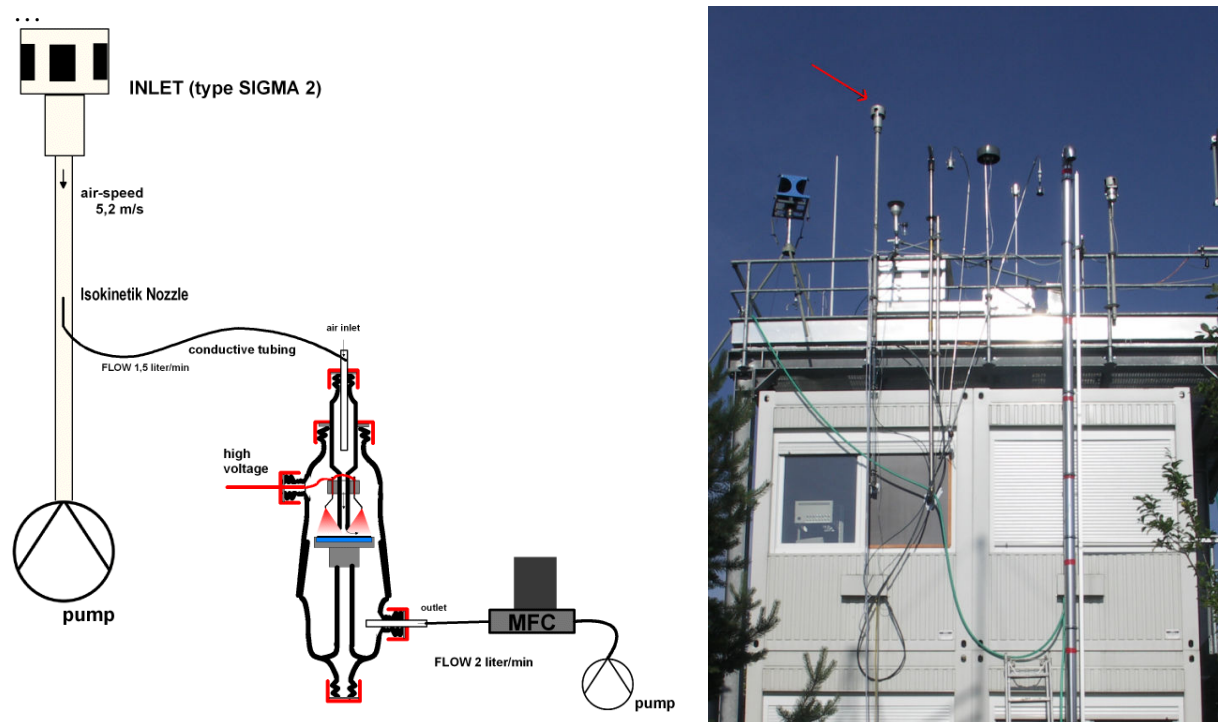 ...
INLET (type SIGMA 2)
air-speed
5,2 m/s
Isokinetik Nozzle
air inlet
conductive tubing
FLOW 1,5 liter/min
high
voltage
outlet
MFC
FLOW 2 liter/min
pump
pump